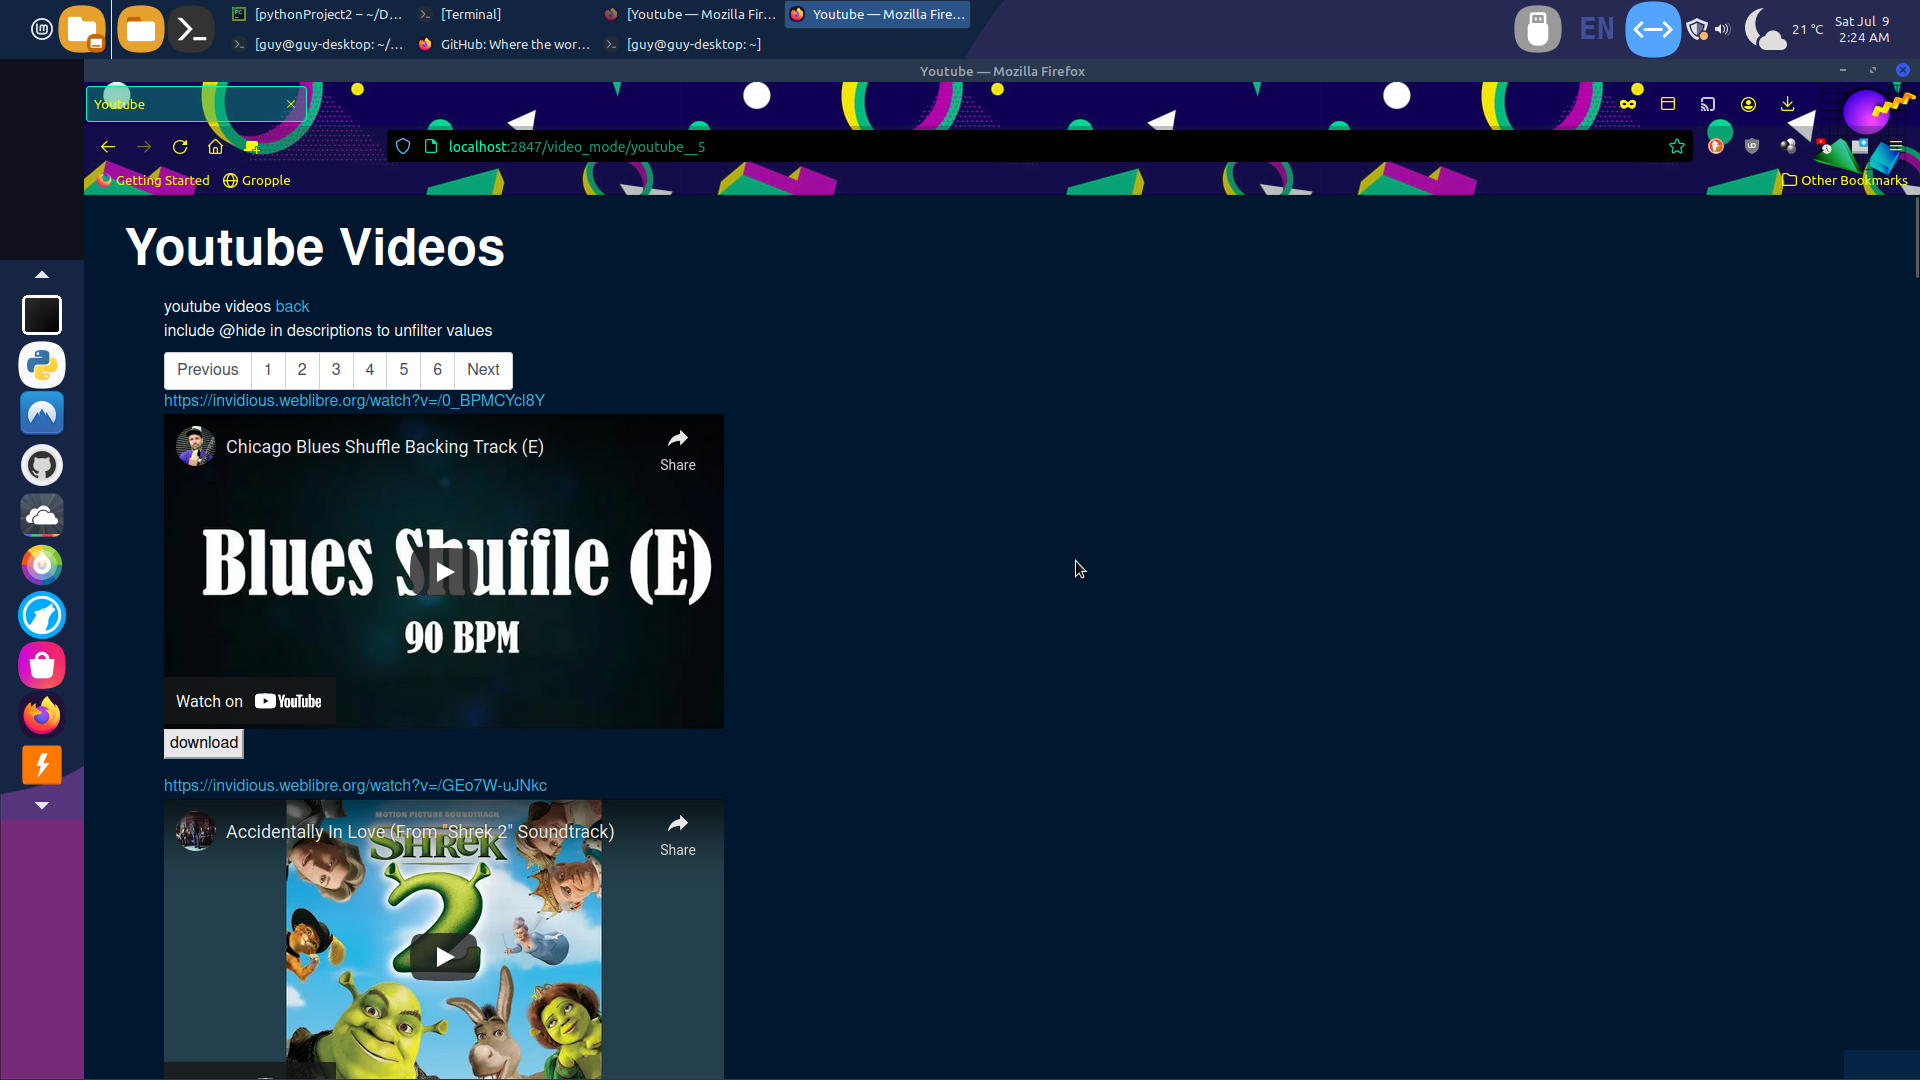 [pythonProject2 – ~/D...
[Terminal]
[Youtube — Mozilla Fir...
Youtube — Mozilla Fire...
[guy@guy-desktop: ~/...
GitHub: Where the wor...
[guy@guy-desktop: ~]
EN
21 °C
Sat Jul 9
2:24 AM
Youtube — Mozilla Firefox
Youtube
localhost:2847/video_mode/youtube__5
Getting Started
Gropple
Other Bookmarks
Youtube Videos
youtube videos back
include @hide in descriptions to unfilter values
Previous 1 2 3 4 5 6 Next
https://invidious.weblibre.org/watch?v=/0_BPMCYcl8Y
Chicago Blues Shuffle Backing Track (E)
Share
Blues Shuffle (E)
90 BPM
Watch on YouTube
download
https://invidious.weblibre.org/watch?v=/GEo7W-uJNkc
MOTION PICTURE SOUNDTRACK
Accidentally In Love (From "Shrek 2" Soundtrack)
Share
SHREK
2